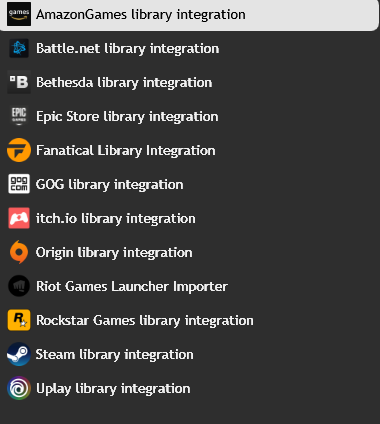 games
AmazonGames library integration
Battle.net library integration
B
Bethesda library integration
EPIC
GAMES
Epic Store library integration
Fanatical Library Integration
gog
com
GOG library integration
itch.io library integration
Origin library integration
Riot Games Launcher Importer
R
Rockstar Games library integration
Steam library integration
Uplay library integration